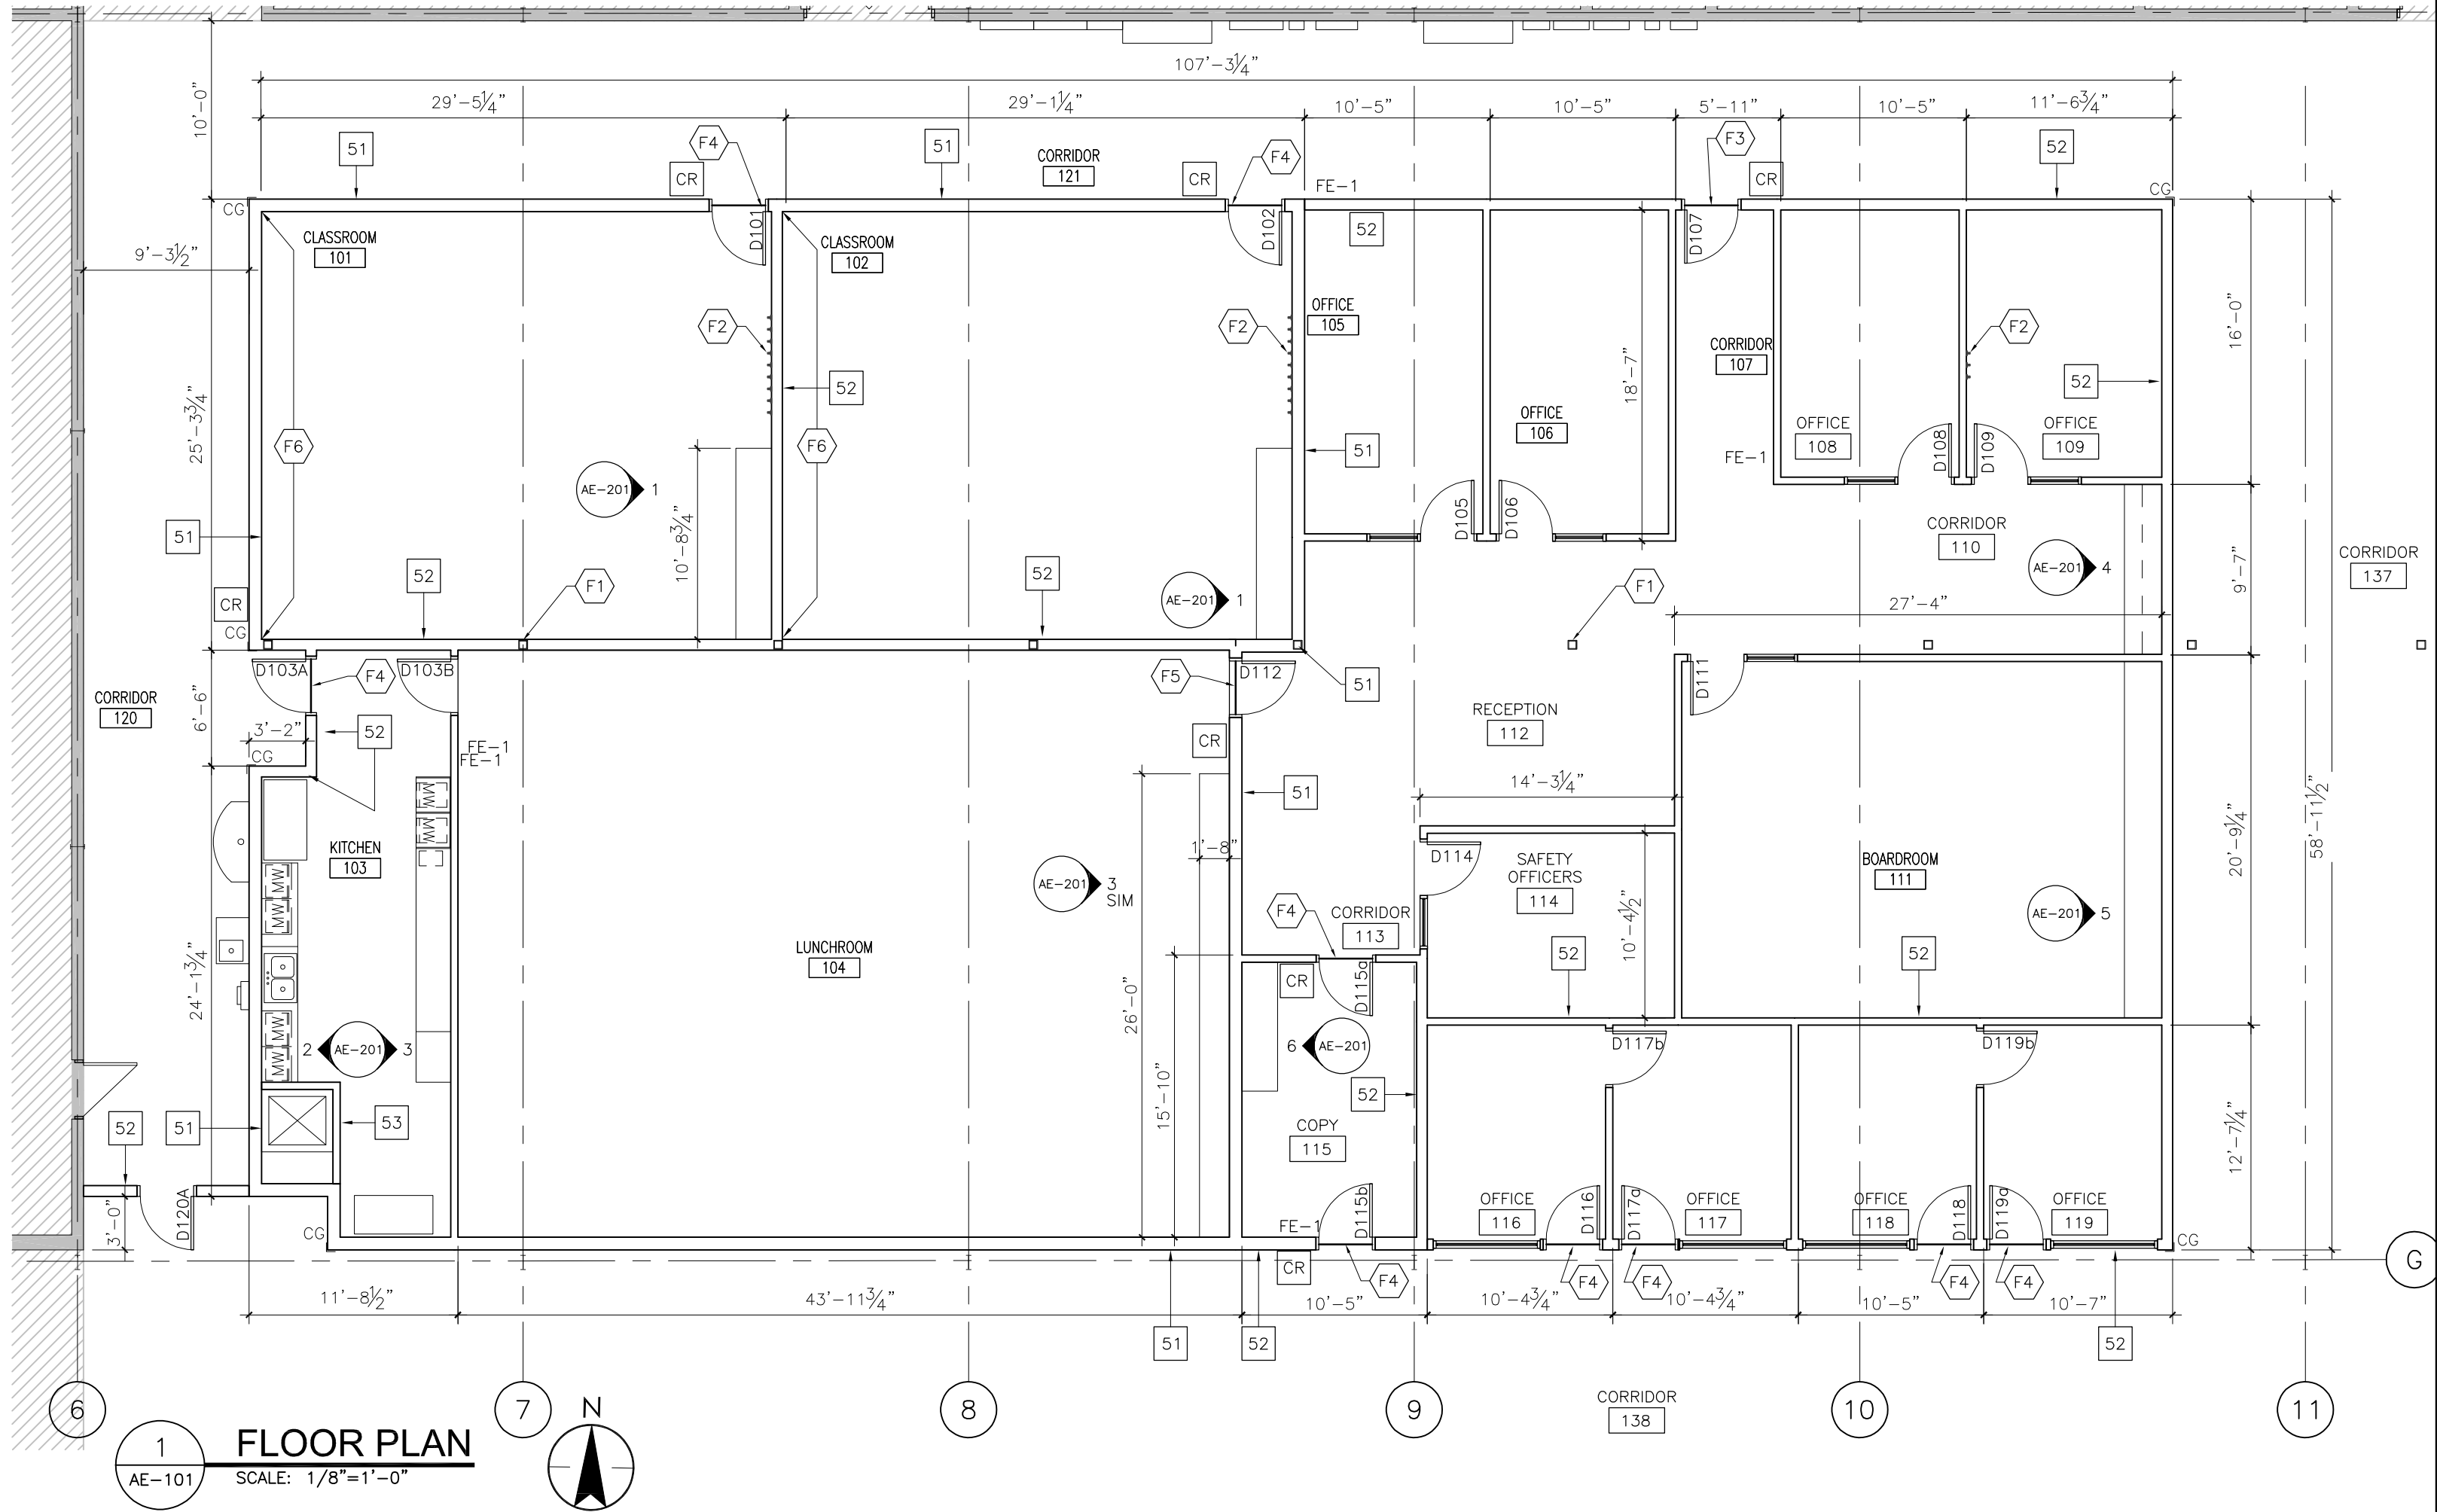 107'-3¼"
29'-5¼"
29'-1¼"
10'-5"
10'-5"
5'-11"
10'-5"
11'-6¾"
10'-0"
51
F4
CR
51
CORRIDOR
121
CR
F4
FE-1
F3
CR
52
CG
CG
9'-3½"
CLASSROOM
101
D101
CLASSROOM
102
D102
52
D107
OFFICE
105
F2
F2
52
18'-7"
CORRIDOR
107
F2
52
16'-0"
25'-3¾"
F6
F6
51
OFFICE
106
OFFICE
108
D108
D109
OFFICE
109
FE-1
AE-201
1
10'-8¾"
51
52
F1
52
AE-201
1
D105
D106
CORRIDOR
110
AE-201
4
9'-7"
CORRIDOR
137
F1
27'-4"
CR
CG
D103A
F4
D103B
F5
D112
51
D111
CORRIDOR
120
6'-6"
3'-2"
52
CG
FE-1
FE-1
CR
RECEPTION
112
51
14'-3¼"
58'-11½"
20'-9¼"
KITCHEN
103
MW
MW
MW
MW
MW
MW
1'-8"
AE-201
3
SIM
D114
SAFETY
OFFICERS
114
BOARDROOM
111
F4
CORRIDOR
113
10'-4½"
AE-201
5
LUNCHROOM
104
52
52
24'-1¾"
26'-0"
CR
D115a
2
AE-201
3
6
AE-201
D117b
D119b
15'-10"
52
52
51
53
COPY
115
12'-7¼"
3'-0"
D120A
CG
FE-1
D115b
OFFICE
116
D116
D117a
OFFICE
117
OFFICE
118
D118
D119a
OFFICE
119
CG
G
CR
F4
F4
F4
F4
F4
11'-8½"
43'-11¾"
10'-5"
10'-4¾"
10'-4¾"
10'-5"
10'-7"
51
52
52
6
7
8
9
10
11
CORRIDOR
138
N
1
AE-101
FLOOR PLAN
SCALE: 1/8"=1'-0"